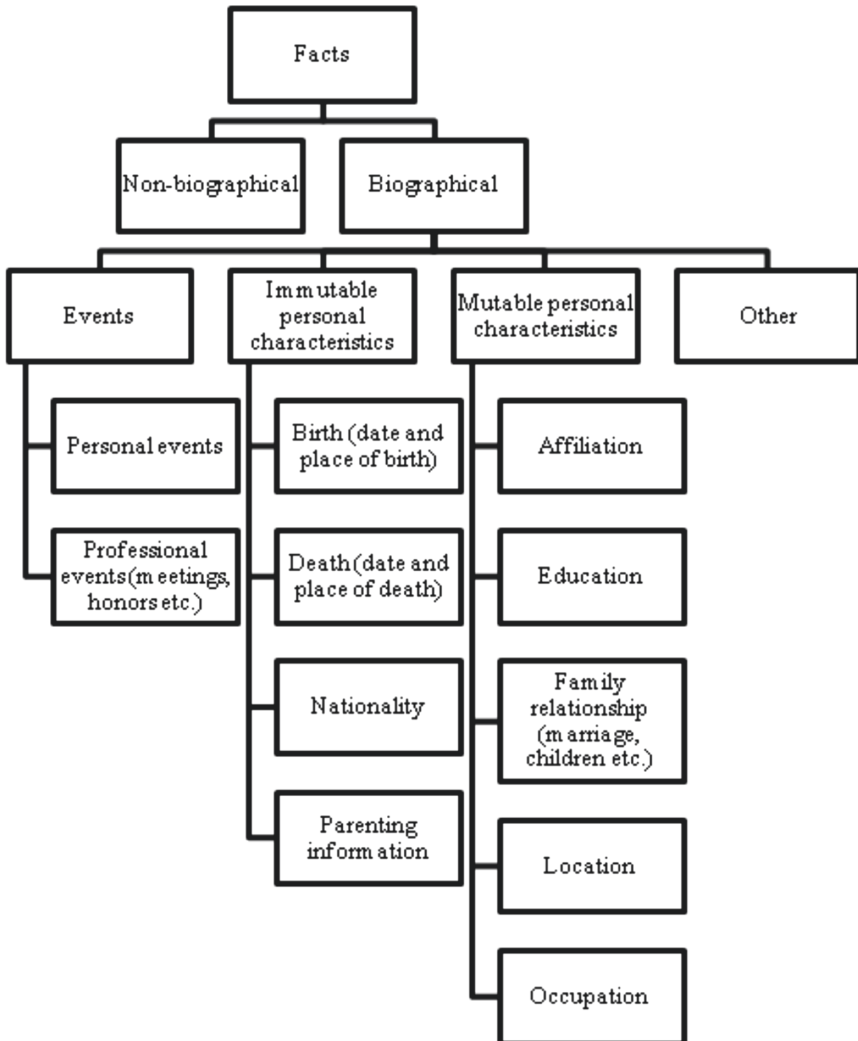 Facts
Non-biographical
Biographical
Events
Immutable
personal
characteristics
Mutable personal
characteristics
Other
Personal events
Professional
events(meetings,
honors etc.)
Birth (date and
place of birth)
Death (date and
place of death)
Nationality
Parenting
information
Affiliation
Education
Family
relationship
(marriage,
children etc.)
Location
Occupation